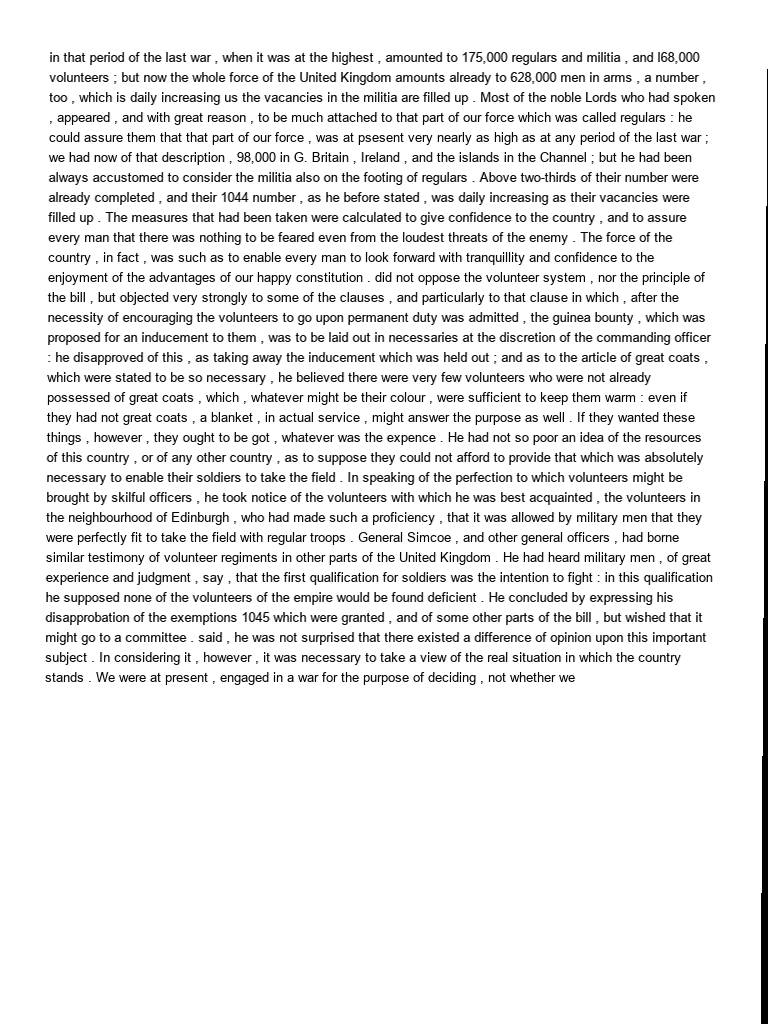 in that period of the last war , when it was at the highest , amounted to 175,000 regulars and militia , and l68,000
volunteers ; but now the whole force of the United Kingdom amounts already to 628,000 men in arms , a number ,
too , which is daily increasing us the vacancies in the militia are filled up . Most of the noble Lords who had spoken
, appeared , and with great reason , to be much attached to that part of our force which was called regulars : he
could assure them that that part of our force , was at psesent very nearly as high as at any period of the last war ;
we had now of that description , 98,000 in G. Britain , Ireland , and the islands in the Channel ; but he had been
always accustomed to consider the militia also on the footing of regulars . Above two-thirds of their number were
already completed , and their 1044 number , as he before stated , was daily increasing as their vacancies were
filled up . The measures that had been taken were calculated to give confidence to the country , and to assure
every man that there was nothing to be feared even from the loudest threats of the enemy . The force of the
country , in fact , was such as to enable every man to look forward with tranquillity and confidence to the
enjoyment of the advantages of our happy constitution . did not oppose the volunteer system , nor the principle of
the bill , but objected very strongly to some of the clauses , and particularly to that clause in which , after the
necessity of encouraging the volunteers to go upon permanent duty was admitted , the guinea bounty , which was
proposed for an inducement to them , was to be laid out in necessaries at the discretion of the commanding officer
: he disapproved of this , as taking away the inducement which was held out ; and as to the article of great coats ,
which were stated to be so necessary , he believed there were very few volunteers who were not already
possessed of great coats , which , whatever might be their colour , were sufficient to keep them warm : even if
they had not great coats , a blanket , in actual service , might answer the purpose as well . If they wanted these
things , however , they ought to be got , whatever was the expence . He had not so poor an idea of the resources
of this country , or of any other country , as to suppose they could not afford to provide that which was absolutely
necessary to enable their soldiers to take the field . In speaking of the perfection to which volunteers might be
brought by skilful officers , he took notice of the volunteers with which he was best acquainted , the volunteers in
the neighbourhood of Edinburgh , who had made such a proficiency , that it was allowed by military men that they
were perfectly fit to take the field with regular troops . General Simcoe , and other general officers , had borne
similar testimony of volunteer regiments in other parts of the United Kingdom . He had heard military men , of great
experience and judgment , say , that the first qualification for soldiers was the intention to fight : in this qualification
he supposed none of the volunteers of the empire would be found deficient . He concluded by expressing his
disapprobation of the exemptions 1045 which were granted , and of some other parts of the bill , but wished that it
might go to a committee . said , he was not surprised that there existed a difference of opinion upon this important
subject . In considering it , however , it was necessary to take a view of the real situation in which the country
stands . We were at present , engaged in a war for the purpose of deciding , not whether we